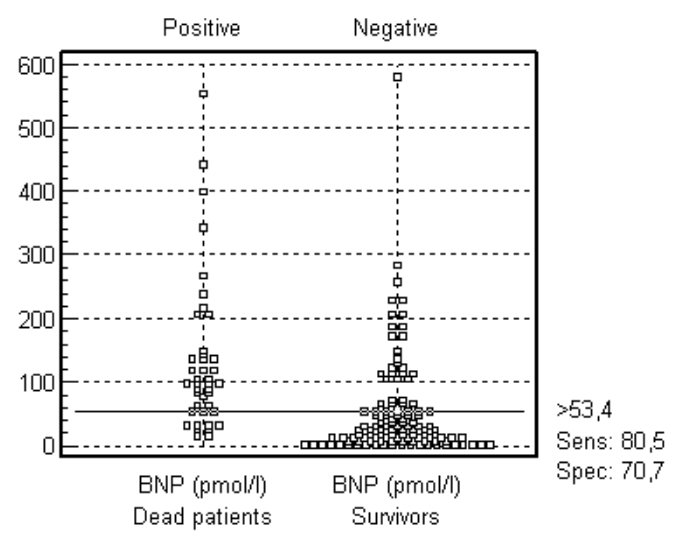 Positive Negative
600
500
400
300
200
100
0
>53,4
Sens: 80,5
Spec: 70,7
BNP (pmol/l) BNP (pmol/l)
Dead patients Survivors